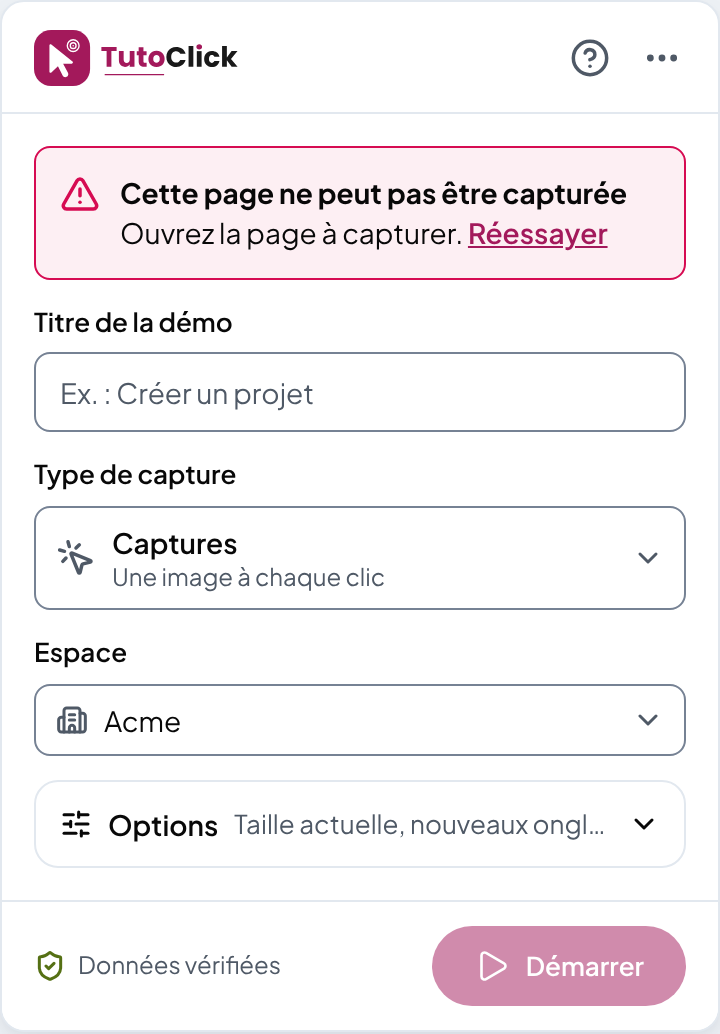 TutoClick
Cette page ne peut pas être capturée
Ouvrez la page à capturer. Réessayer
Titre de la démo
Ex. : Créer un projet
Type de capture
Captures
Une image à chaque clic
Espace
Acme
Options Taille actuelle, nouveaux ongl...
Données vérifiées
Démarrer